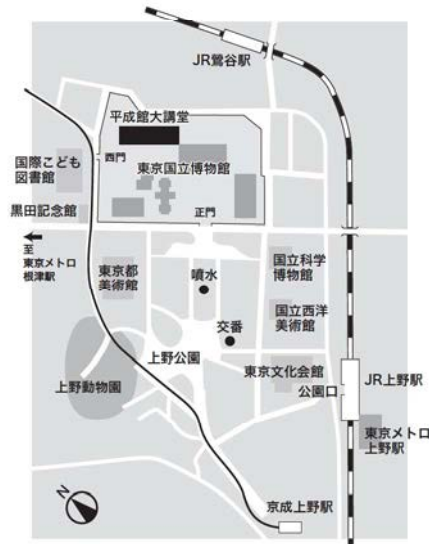 JR鶯谷駅
平成館大講堂
西門
東京国立博物館
国際こども
図書館
黒田記念館
正門
至
東京メトロ
根津駅
東京都
美術館
噴水
国立科学
博物館
国立西洋
美術館
交番
上野公園
東京文化会館
公園口
JR上野駅
上野動物園
東京メトロ
上野駅
京成上野駅
N